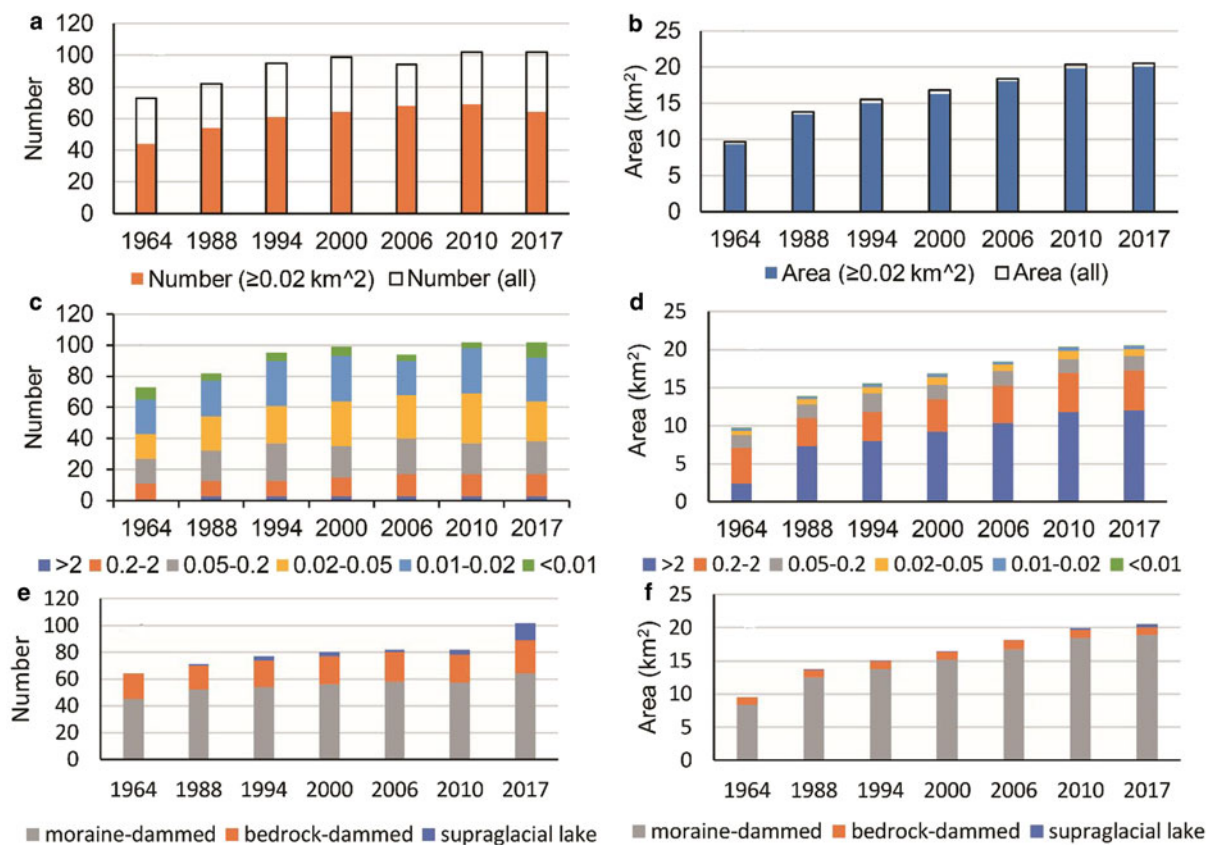 a
120
100
80
60
40
20
0
Number
1964 1988 1994 2000 2006 2010 2017
Number (≥0.02 km^2) Number (all)
b
25
20
15
10
5
0
Area (km²)
1964 1988 1994 2000 2006 2010 2017
Area (≥0.02 km^2) Area (all)
c
120
100
80
60
40
20
0
Number
1964 1988 1994 2000 2006 2010 2017
>2 0.2-2 0.05-0.2 0.02-0.05 0.01-0.02 <0.01
d
25
20
15
10
5
0
Area (km²)
1964 1988 1994 2000 2006 2010 2017
>2 0.2-2 0.05-0.2 0.02-0.05 0.01-0.02 <0.01
e
120
100
80
60
40
20
0
Number
1964 1988 1994 2000 2006 2010 2017
moraine-dammed bedrock-dammed supraglacial lake
f
25
20
15
10
5
0
Area (km²)
1964 1988 1994 2000 2006 2010 2017
moraine-dammed bedrock-dammed supraglacial lake